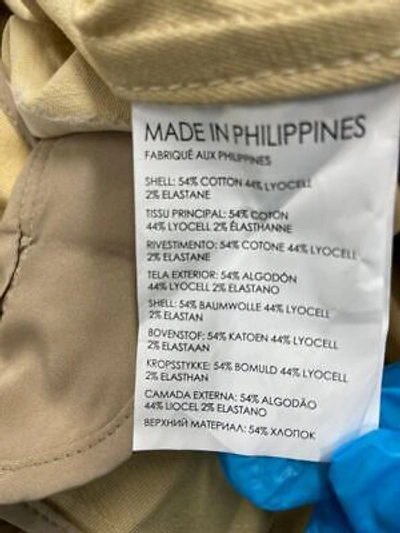 MADE IN PHILIPPINES
FABRIQUÉ AUX PHILIPPINES
SHELL: 54% COTTON 44% LYOCELL
2% ELASTANE
TISSU PRINCIPAL: 54% COTON
44% LYOCELL 2% ÉLASTHANNE
RIVESTIMENTO: 54% COTONE 44% LYOCELL
2% ELASTANE
TELA EXTERIOR: 54% ALGODÓN
44% LYOCELL 2% ELASTANO
SHELL: 54% BAUMWOLLE 44% LYOCELL
2% ELASTAN
BOVENSTOF: 54% KATOEN 44% LYOCELL
2% ELASTAAN
KROPSSTYKKE: 54% BOMULD 44% LYOCELL
2% ELASTHAN
CAMADA EXTERNA: 54% ALGODÃO
44% LIOCEL 2% ELASTANO
ВЕРХНИЙ МАТЕРИАЛ: 54% ХЛОПОК